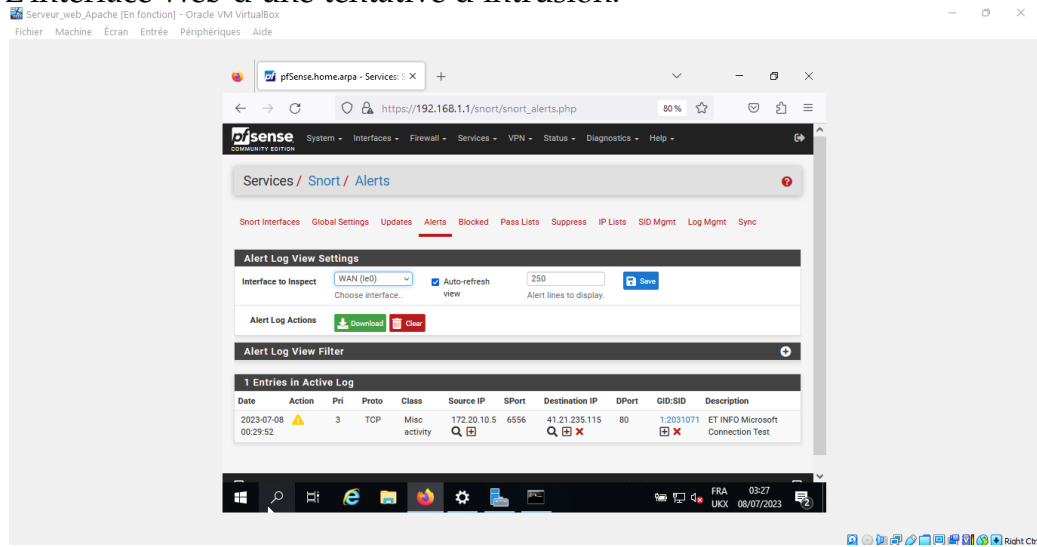 Serveur_web_Apache [En fonction] - Oracle VM VirtualBox
Fichier Machine Écran Entrée Périphériques Aide
pfSense.home.arpa - Services: S
https://192.168.1.1/snort/snort_alerts.php 80 %
pfsense System Interfaces Firewall Services VPN Status Diagnostics Help
COMMUNITY EDITION
Services / Snort / Alerts
Snort Interfaces Global Settings Updates Alerts Blocked Pass Lists Suppress IP Lists SID Mgmt Log Mgmt Sync
Alert Log View Settings
Interface to Inspect WAN (le0) Auto-refresh view 250 Save
Choose interface.. Alert lines to display.
Alert Log Actions Download Clear
Alert Log View Filter
1 Entries in Active Log
Date Action Pri Proto Class Source IP SPort Destination IP DPort GID:SID Description
2023-07-08 3 TCP Misc 172.20.10.5 6556 41.21.235.115 80 1:2031071 ET INFO Microsoft
00:29:52 activity Connection Test
FRA 03:27
UKX 08/07/2023 2
Right Ctr